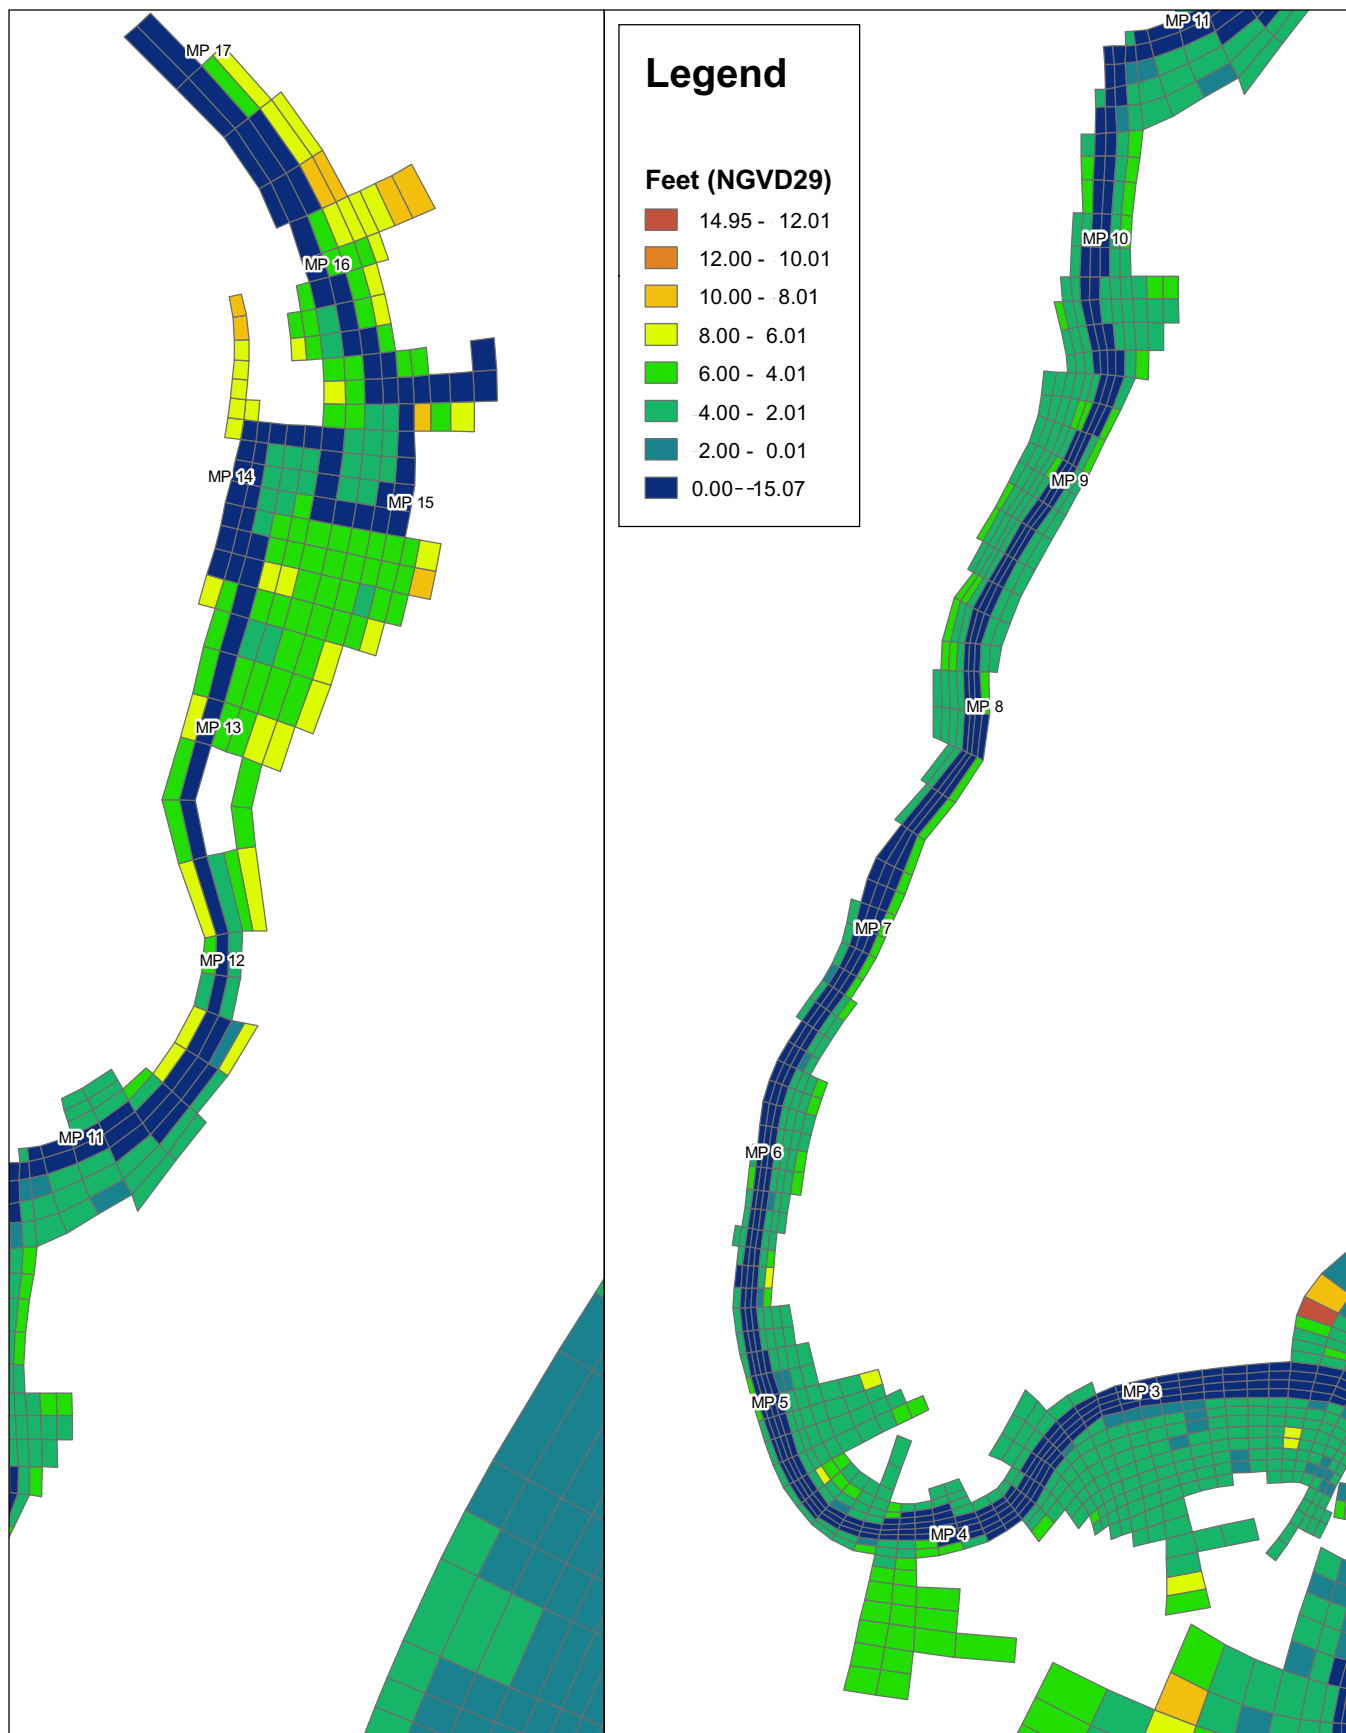 MP 17
MP 16
MP 14
MP 15
MP 13
MP 12
MP 11
Legend
Feet (NGVD29)
14.95 - 12.01
12.00 - 10.01
10.00 - 8.01
8.00 - 6.01
6.00 - 4.01
4.00 - 2.01
2.00 - 0.01
0.00--15.07
MP 11
MP 10
MP 9
MP 8
MP 7
MP 6
MP 5
MP 3
MP 4